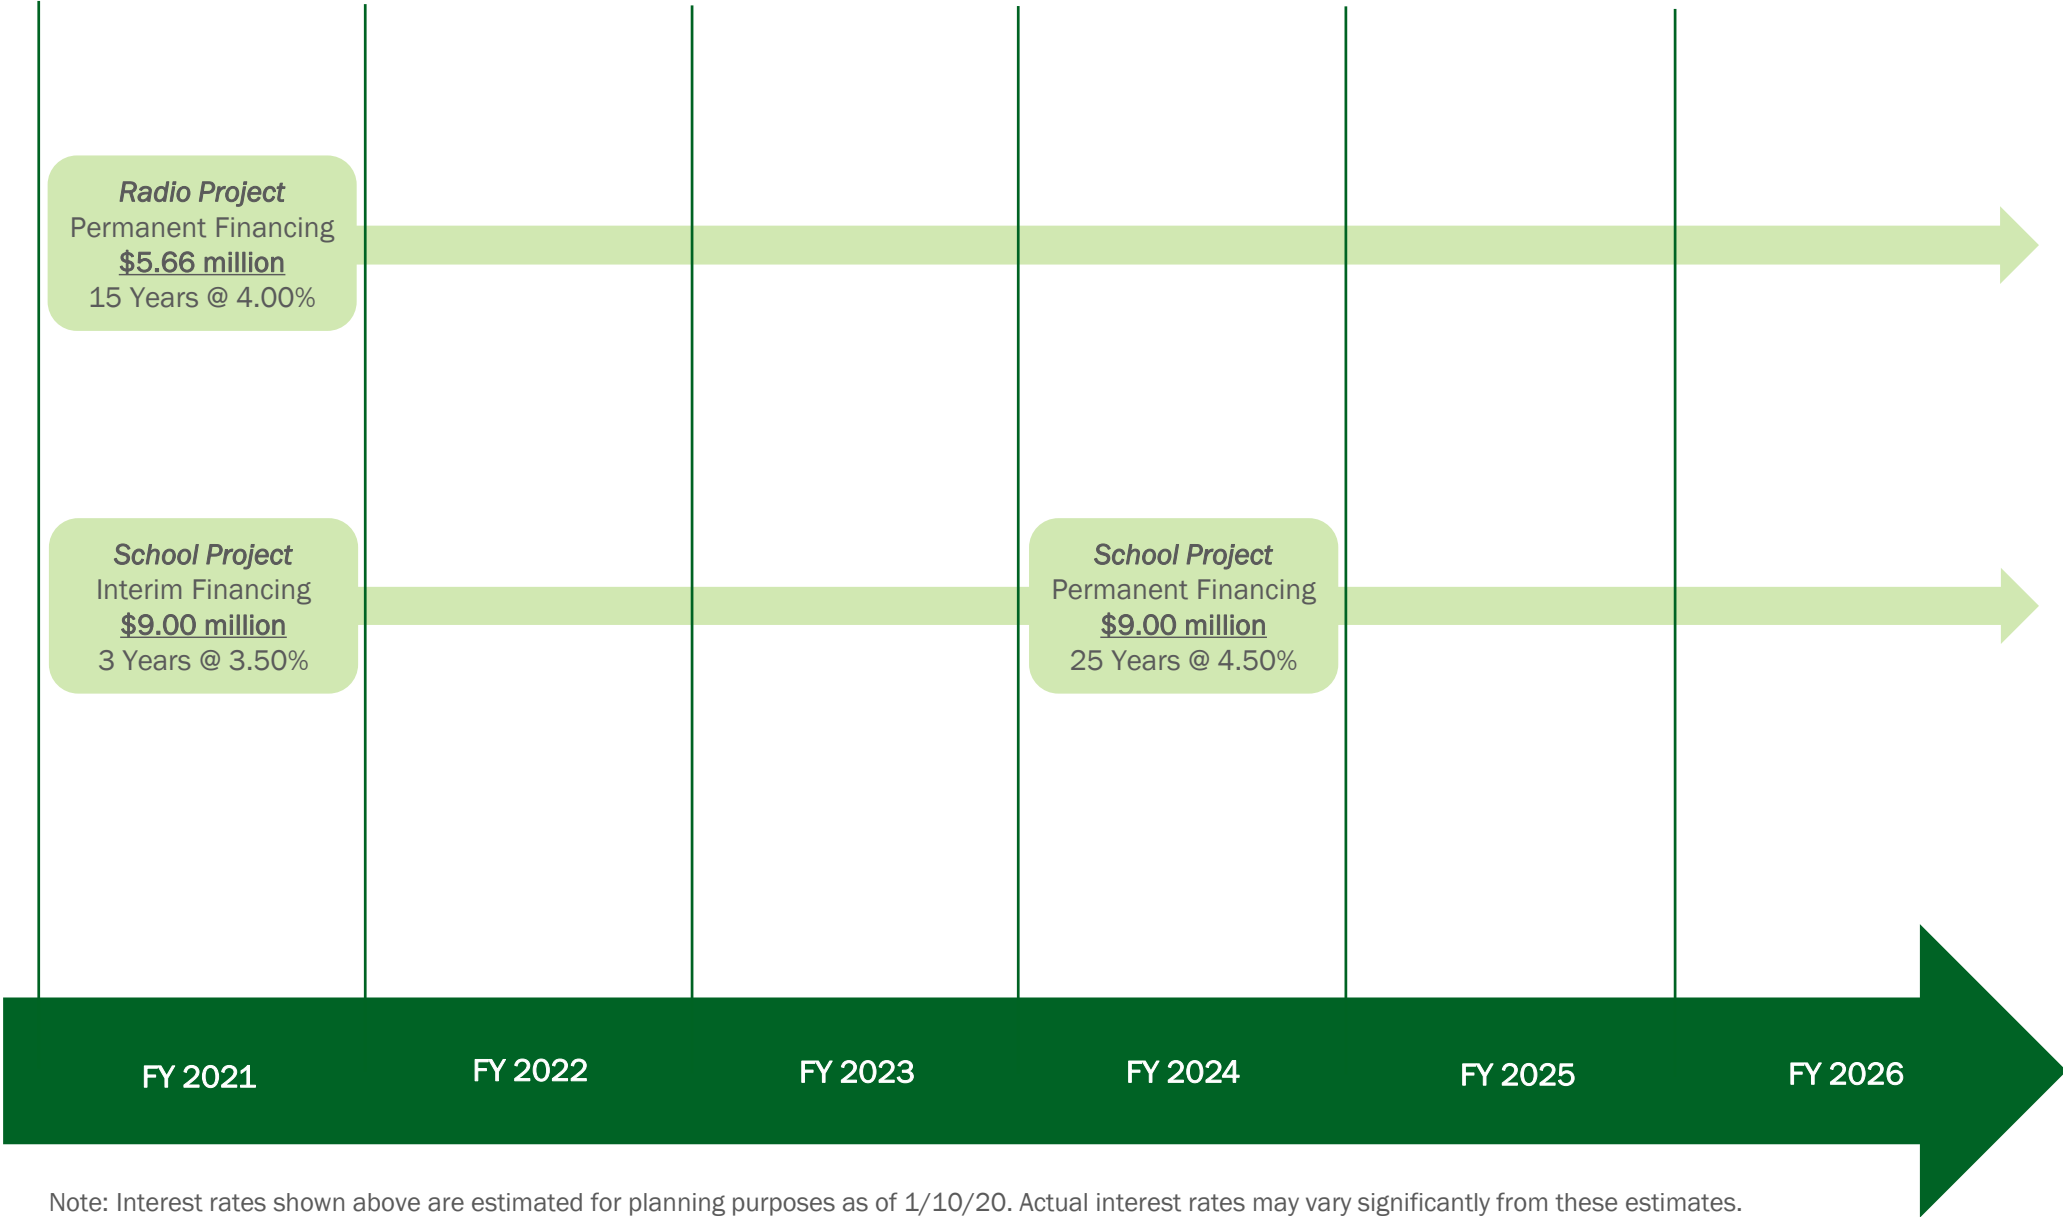 Radio Project
Permanent Financing
$5.66 million
15 Years @ 4.00%
School Project
Interim Financing
$9.00 million
3 Years @ 3.50%
School Project
Permanent Financing
$9.00 million
25 Years @ 4.50%
FY 2021
FY 2022
FY 2023
FY 2024
FY 2025
FY 2026
Note: Interest rates shown above are estimated for planning purposes as of 1/10/20. Actual interest rates may vary significantly from these estimates.